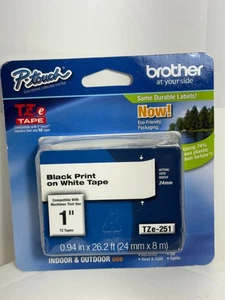 P-touch
brother
at your side
TZe
TAPE
Same Durable Labels!
Now!
Eco-Friendly
Packaging
Black Print
on White Tape
24mm
Compatible With
Machines That Use
1"
TZ Tapes
TZe-251
0.94 in x 26.2 ft (24 mm x 8 m)
INDOOR & OUTDOOR use